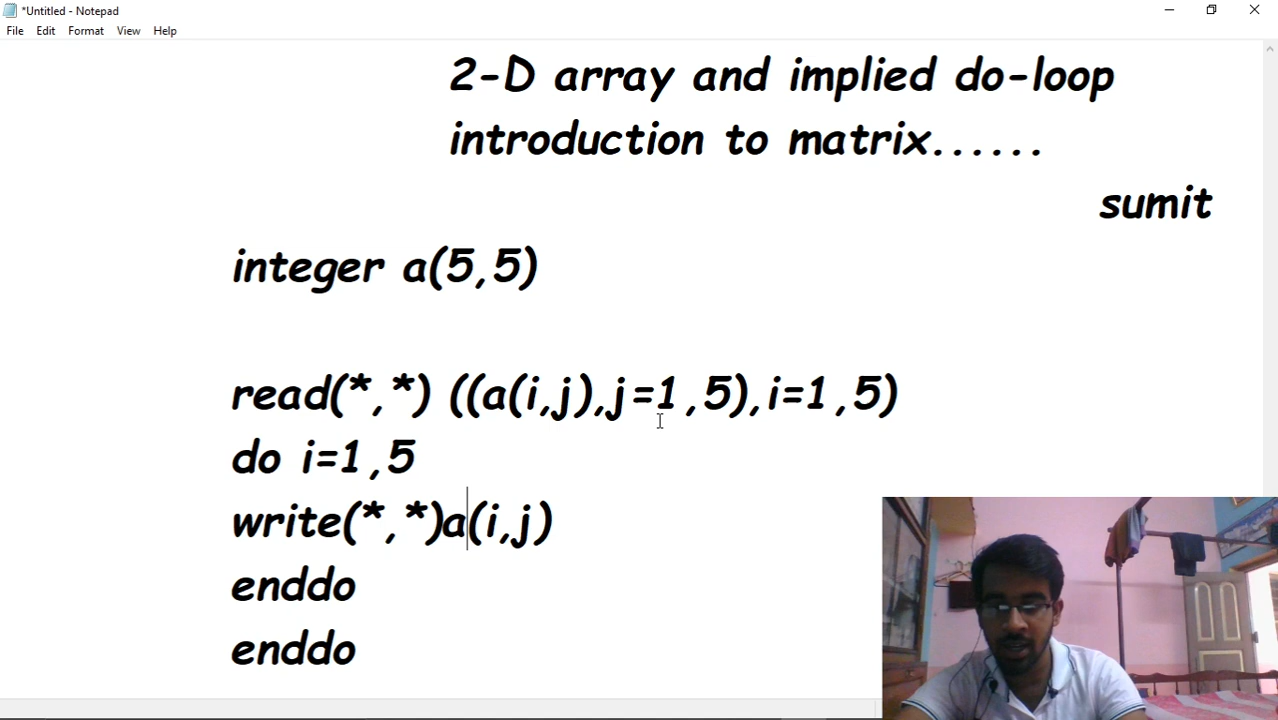 *Untitled - Notepad
File Edit Format View Help
2-D array and implied do-loop
introduction to matrix......
sumit
integer a(5,5)
read(*,*) ((a(i,j),j=1,5),i=1,5)
do i=1,5
write(*,*)a(i,j)
enddo
enddo